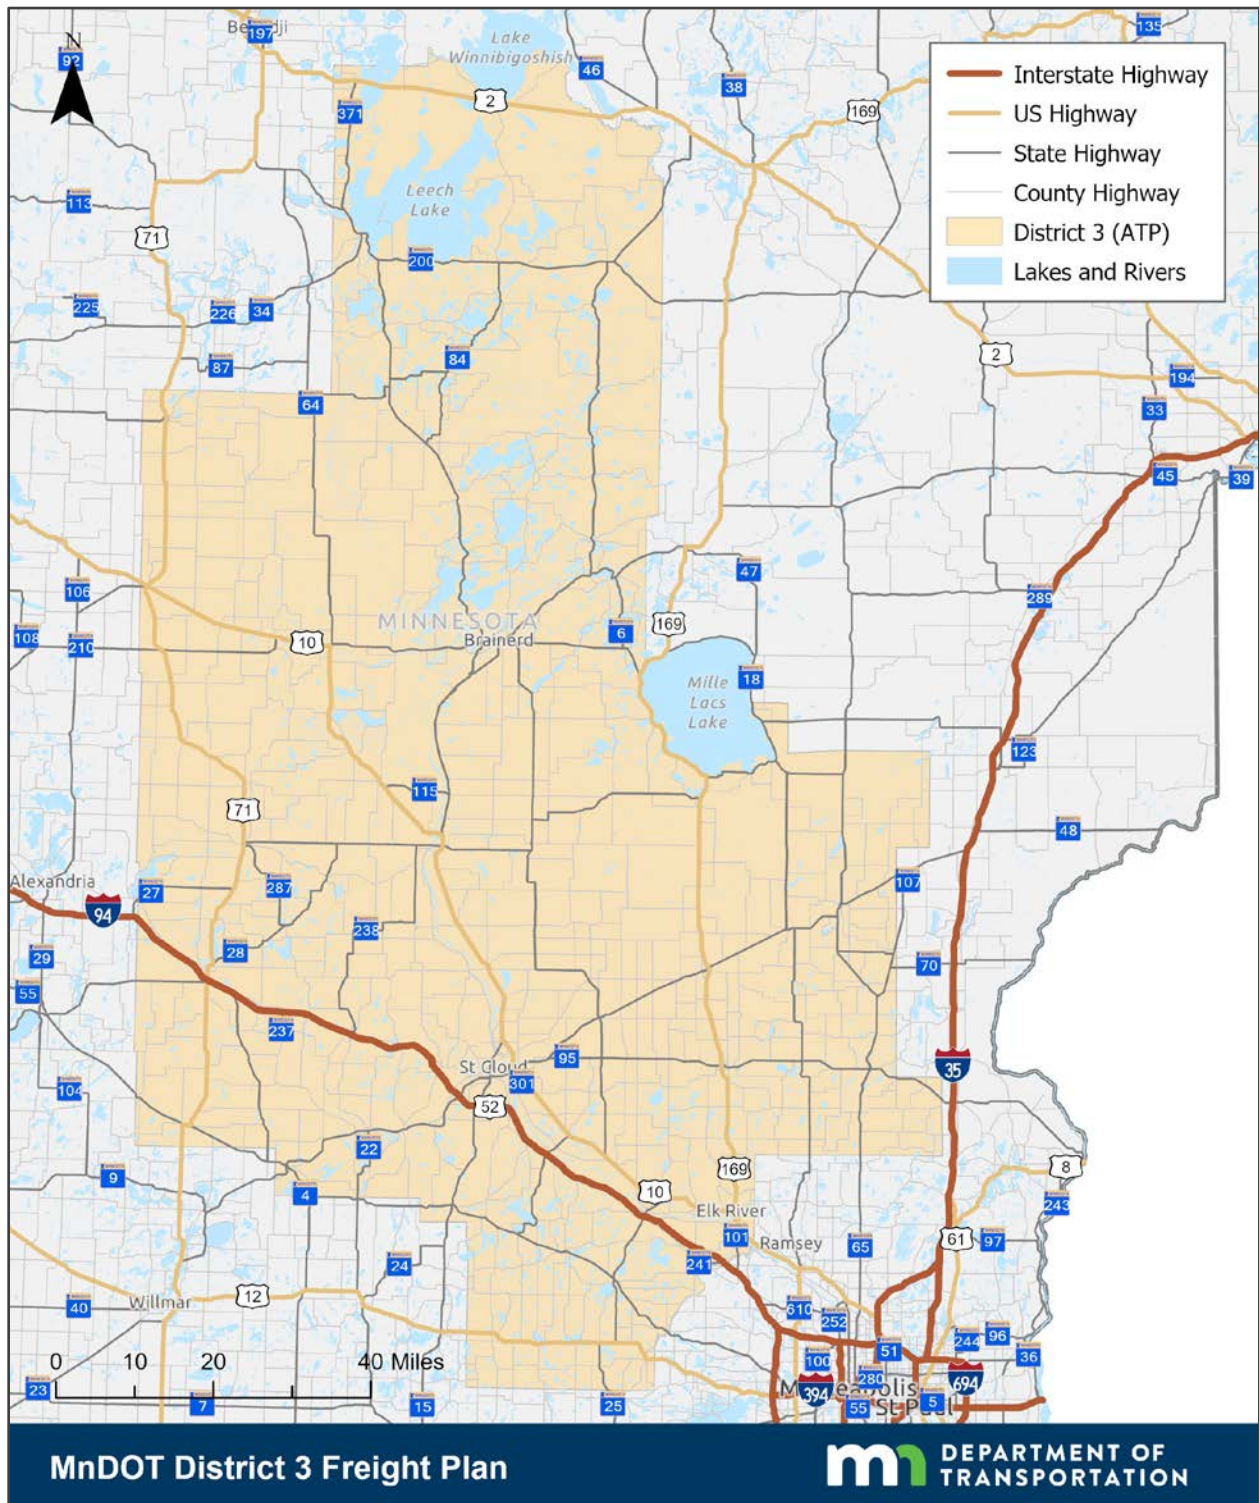 Bemidji
N
197
92
135
Lake
Winnibigoshish
46
38
371
2
169
Interstate Highway
US Highway
State Highway
County Highway
District 3 (ATP)
Lakes and Rivers
113
Leech
Lake
71
200
225
226
34
84
87
64
2
194
33
45
39
106
47
289
MINNESOTA
108
210
10
Brainerd
6
169
18
Mille
Lacs
Lake
123
115
71
48
Alexandria
27
287
107
94
238
28
29
70
55
237
95
St Cloud
301
35
104
52
22
9
169
8
4
10
243
Elk River
101
Ramsey
65
61
97
241
24
12
40
Willmar
610
252
244
96
51
36
0 10 20 40 Miles
100
280
394
694
23
7
15
25
Minneapolis
55
St Paul
5
MnDOT District 3 Freight Plan
mn DEPARTMENT OF
TRANSPORTATION